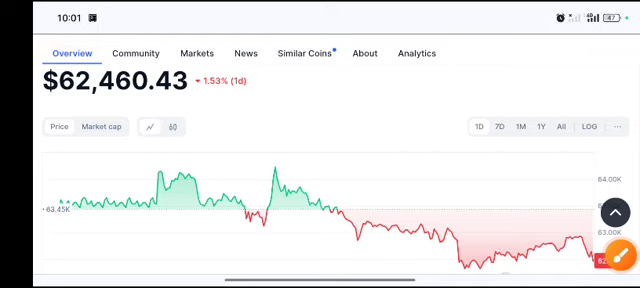 10:01
47
Overview Community Markets News Similar Coins About Analytics
$62,460.43 1.53% (1d)
Price Market cap 1D 7D 1M 1Y All LOG ...
64.00K
63.45K
63.00K